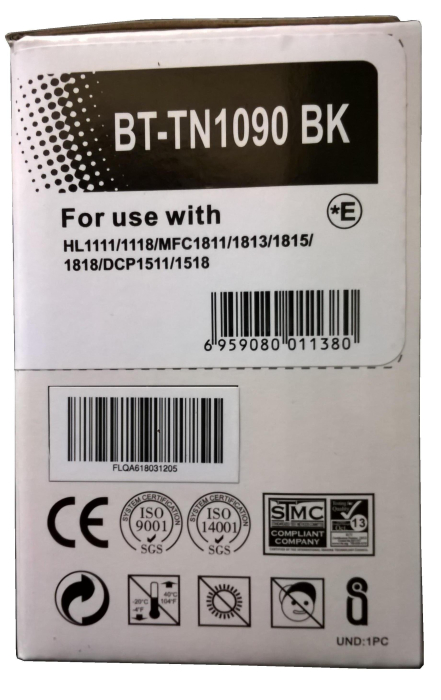 BT-TN1090 BK
For use with
*E
HL1111/1118/MFC1811/1813/1815/
1818/DCP1511/1518
6 959080 011380
FLQA618031205
CE
SYSTEM CERTIFICATION
ISO
9001
SGS
SYSTEM CERTIFICATION
ISO
14001
SGS
STMC
COMPLIANT
COMPANY
13
-20°C
-4°F
40°C
104°F
UND:1PC